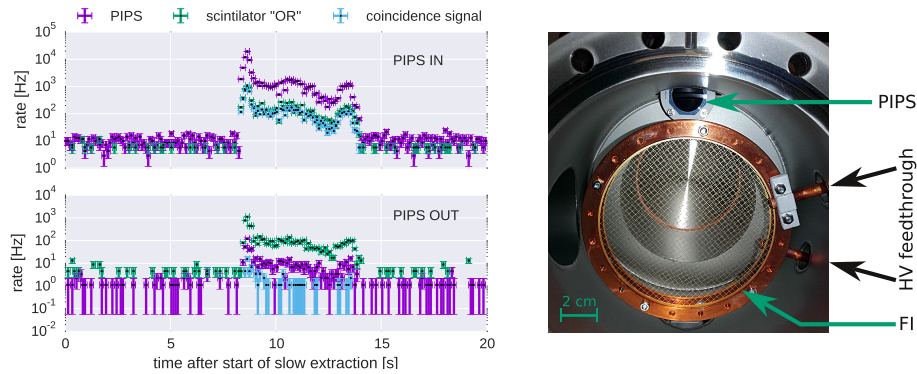 PIPS scintilator "OR" coincidence signal
10^5
10^4
10^3
10^2
10^1
10^0
rate [Hz]
PIPS IN
10^4
10^3
10^2
10^1
10^0
10^-1
10^-2
rate [Hz]
PIPS OUT
0 5 10 15 20
time after start of slow extraction [s]
PIPS
HV feedthrough
FI
2 cm